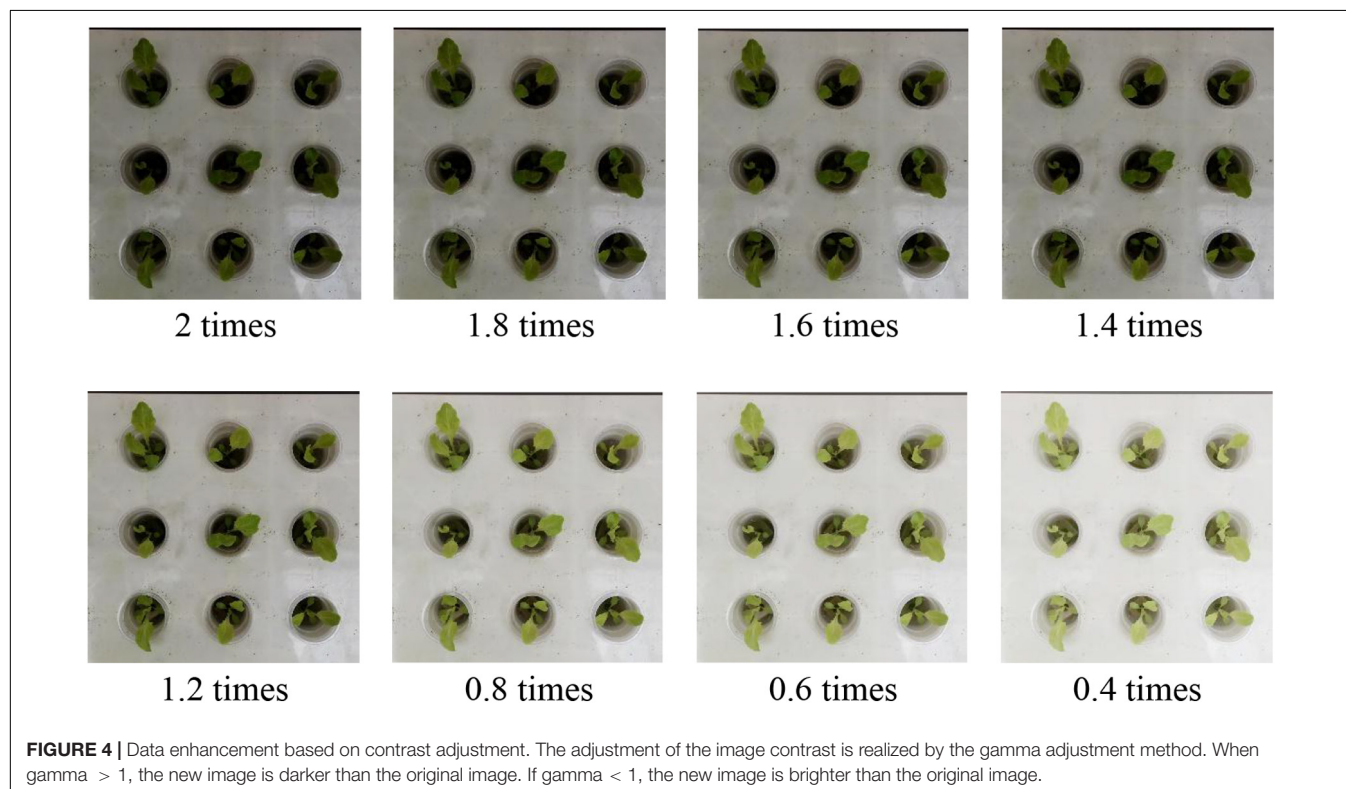 2 times
1.8 times
1.6 times
1.4 times
1.2 times
0.8 times
0.6 times
0.4 times
FIGURE 4 | Data enhancement based on contrast adjustment. The adjustment of the image contrast is realized by the gamma adjustment method. When
gamma > 1, the new image is darker than the original image. If gamma < 1, the new image is brighter than the original image.